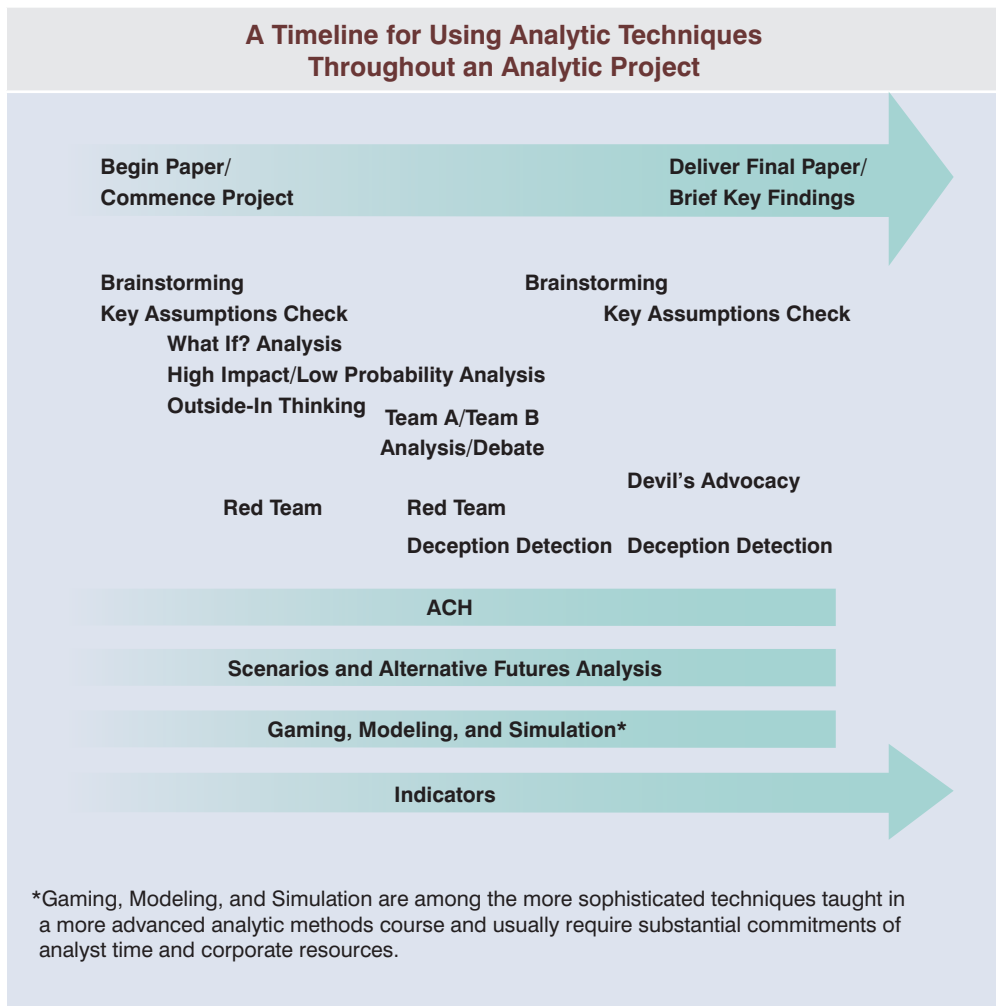 A Timeline for Using Analytic Techniques
Throughout an Analytic Project
Begin Paper/
Commence Project
Deliver Final Paper/
Brief Key Findings
Brainstorming
Brainstorming
Key Assumptions Check
Key Assumptions Check
What If? Analysis
High Impact/Low Probability Analysis
Outside-In Thinking
Team A/Team B
Analysis/Debate
Devil’s Advocacy
Red Team
Red Team
Deception Detection
Deception Detection
ACH
Scenarios and Alternative Futures Analysis
Gaming, Modeling, and Simulation*
Indicators
*Gaming, Modeling, and Simulation are among the more sophisticated techniques taught in
a more advanced analytic methods course and usually require substantial commitments of
analyst time and corporate resources.